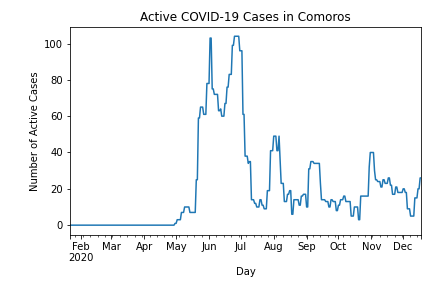 Active COVID-19 Cases in Comoros
Number of Active Cases
100
80
60
40
20
0
Feb Mar Apr May Jun Jul Aug Sep Oct Nov Dec
2020
Day